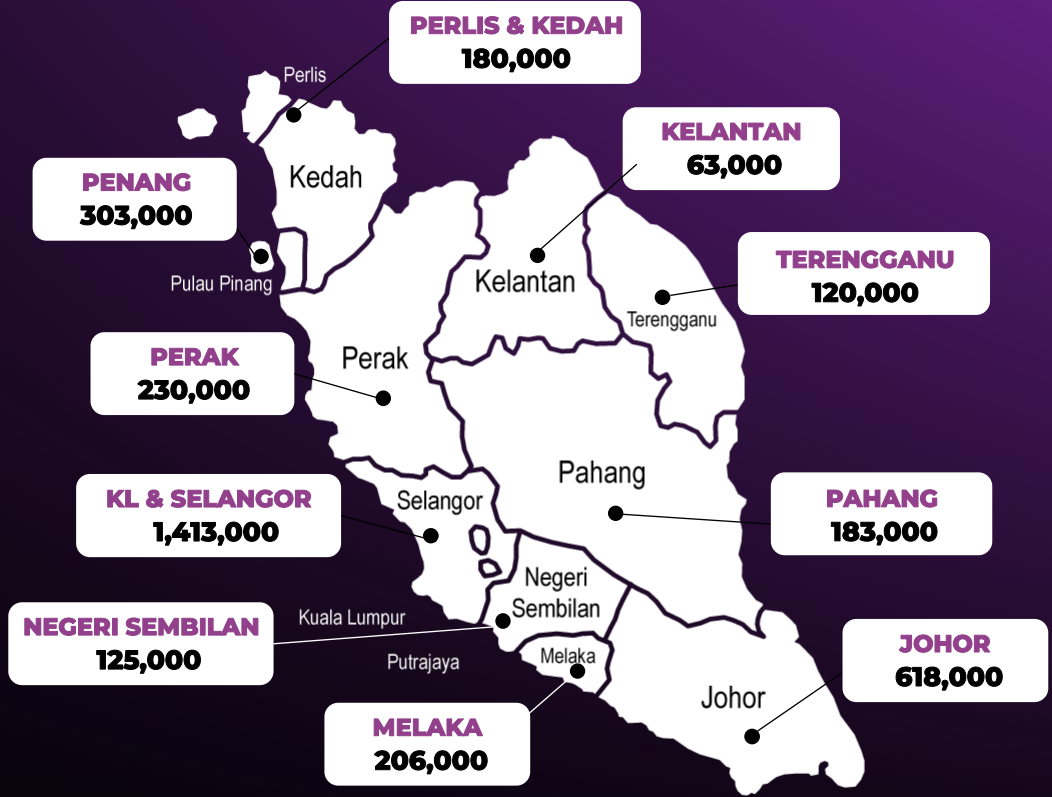 PERLIS & KEDAH
180,000
Perlis
KELANTAN
63,000
Kedah
PENANG
303,000
TERENGGANU
120,000
Pulau Pinang
Kelantan
Terengganu
PERAK
230,000
Perak
Pahang
KL & SELANGOR
1,413,000
Selangor
PAHANG
183,000
Negeri
Sembilan
Kuala Lumpur
NEGERI SEMBILAN
125,000
Putrajaya
Melaka
JOHOR
618,000
Johor
MELAKA
206,000